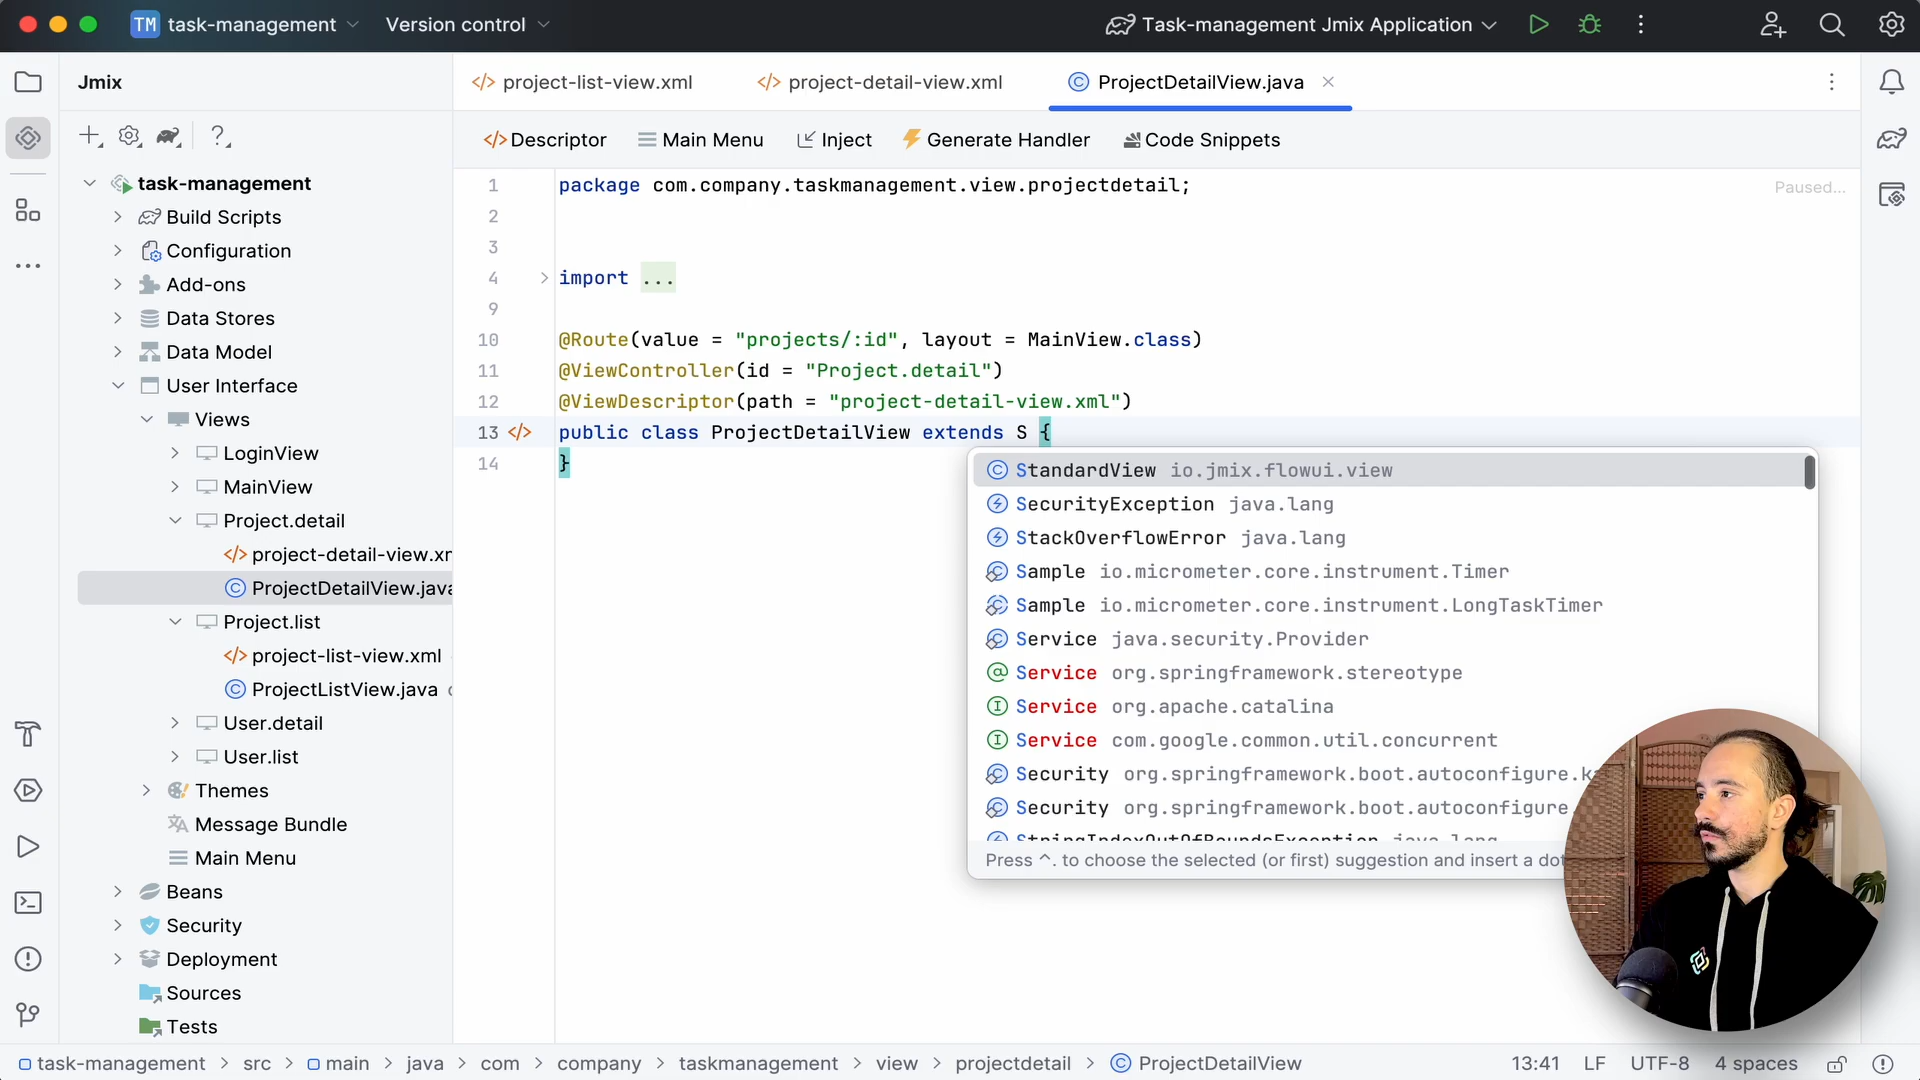 TM task-management Version control Task-management Jmix Application
Jmix
task-management
Build Scripts
Configuration
Add-ons
Data Stores
Data Model
User Interface
Views
LoginView
MainView
Project.detail
project-detail-view.xm
ProjectDetailView.java
Project.list
project-list-view.xml
ProjectListView.java
User.detail
User.list
Themes
Message Bundle
Main Menu
Beans
Security
Deployment
Sources
Tests
project-list-view.xml project-detail-view.xml ProjectDetailView.java
Descriptor Main Menu Inject Generate Handler Code Snippets
Paused...
1 package com.company.taskmanagement.view.projectdetail;
2
3
4 import ...
9
10 @Route(value = "projects/:id", layout = MainView.class)
11 @ViewController(id = "Project.detail")
12 @ViewDescriptor(path = "project-detail-view.xml")
13 </> public class ProjectDetailView extends S {
14 }
StandardView io.jmix.flowui.view
SecurityException java.lang
StackOverflowError java.lang
Sample io.micrometer.core.instrument.Timer
Sample io.micrometer.core.instrument.LongTaskTimer
Service java.security.Provider
Service org.springframework.stereotype
Service org.apache.catalina
Service com.google.common.util.concurrent
Security org.springframework.boot.autoconfigure.ka
Security org.springframework.boot.autoconfigure
StringIndexOutOfBoundsException java.lang
Press ^. to choose the selected (or first) suggestion and insert a dot
task-management > src > main > java > com > company > taskmanagement > view > projectdetail > ProjectDetailView 13:41 LF UTF-8 4 spaces